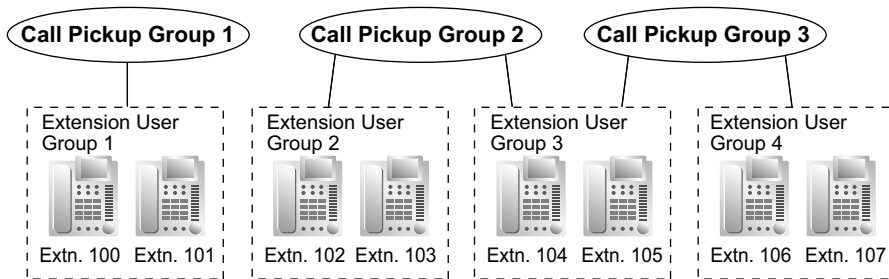 Call Pickup Group 1
Call Pickup Group 2
Call Pickup Group 3
Extension User
Group 1
Extn. 100
Extn. 101
Extension User
Group 2
Extn. 102
Extn. 103
Extension User
Group 3
Extn. 104
Extn. 105
Extension User
Group 4
Extn. 106
Extn. 107